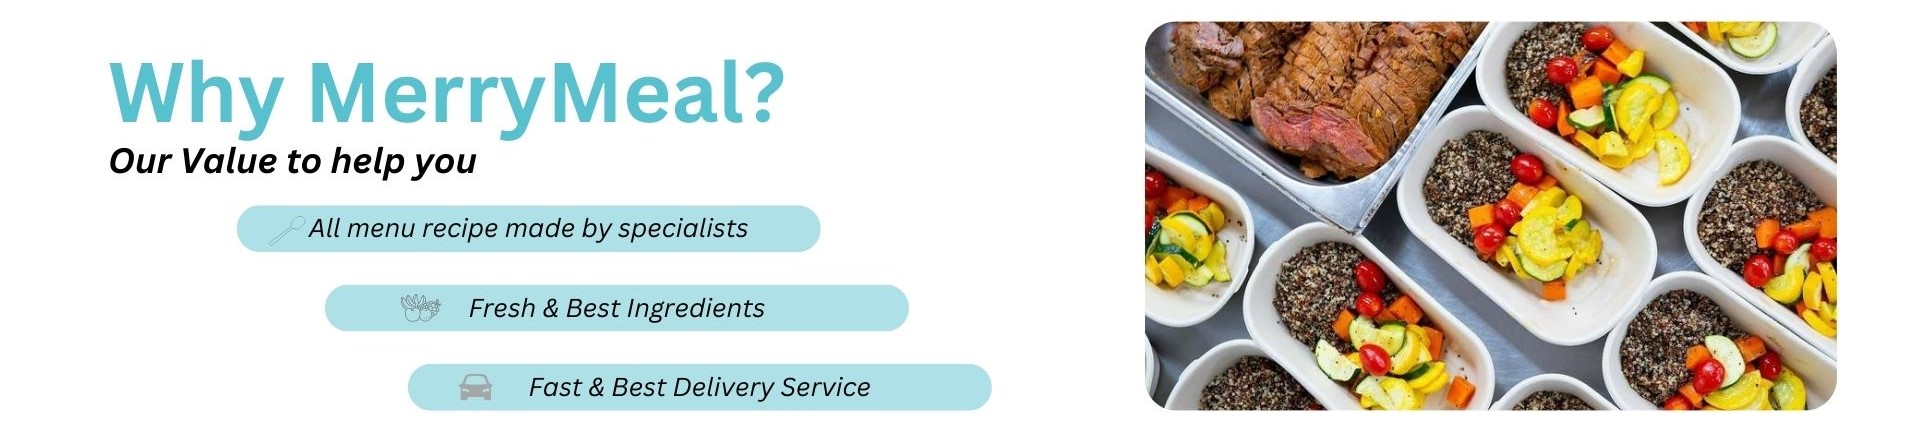 Why MerryMeal?
Our Value to help you
All menu recipe made by specialists
Fresh & Best Ingredients
Fast & Best Delivery Service